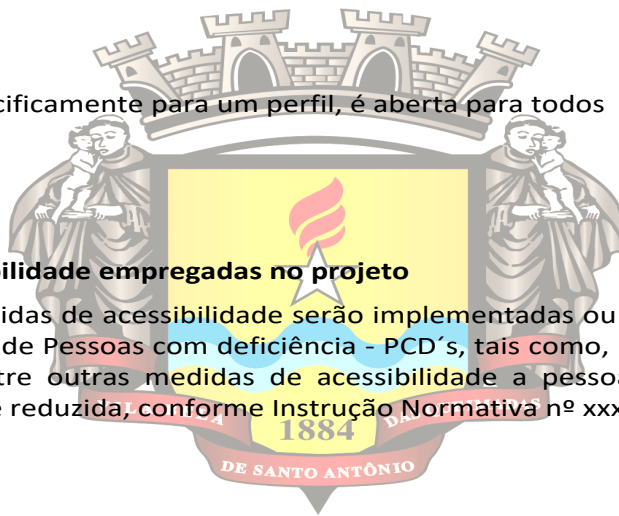 cificamente para um perfil, é aberta para todos
bilidade empregadas no projeto
idas de acessibilidade serão implementadas ou
de Pessoas com deficiência - PCD´s, tais como,
tre outras medidas de acessibilidade a pessoa
e reduzida, conforme Instrução Normativa nº xxx
1884
DE SANTO ANTÔNIO